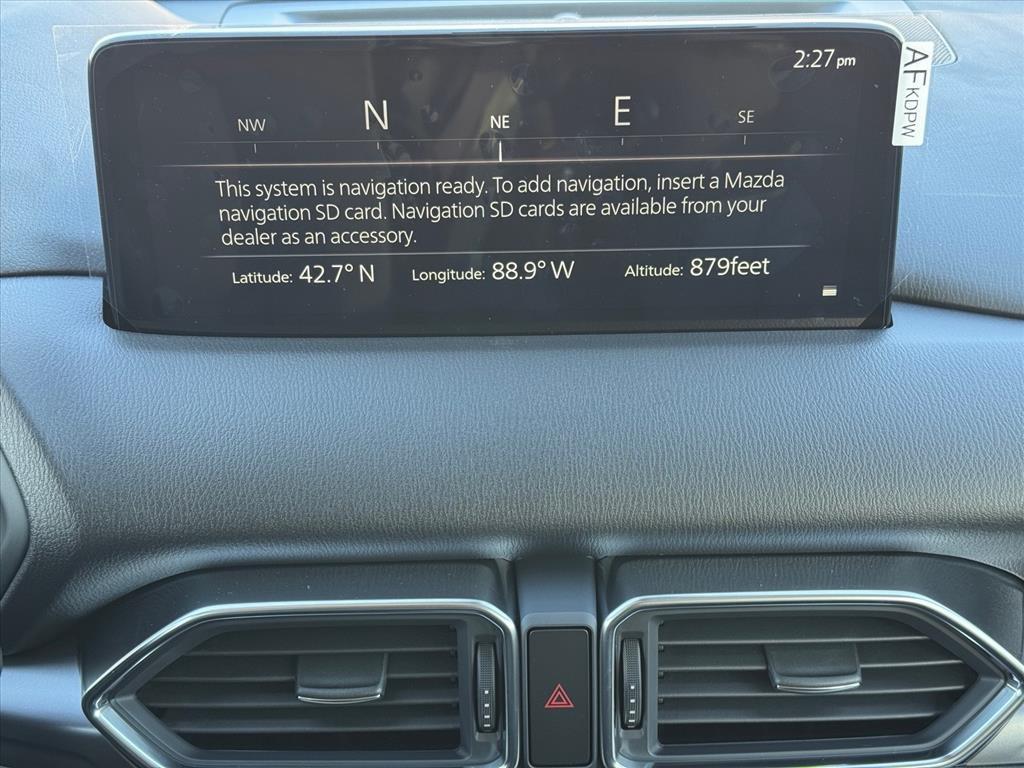 2:27 pm
NW N NE E SE
This system is navigation ready. To add navigation, insert a Mazda
navigation SD card. Navigation SD cards are available from your
dealer as an accessory.
Latitude: 42.7° N Longitude: 88.9° W Altitude: 879feet
AFKDPW